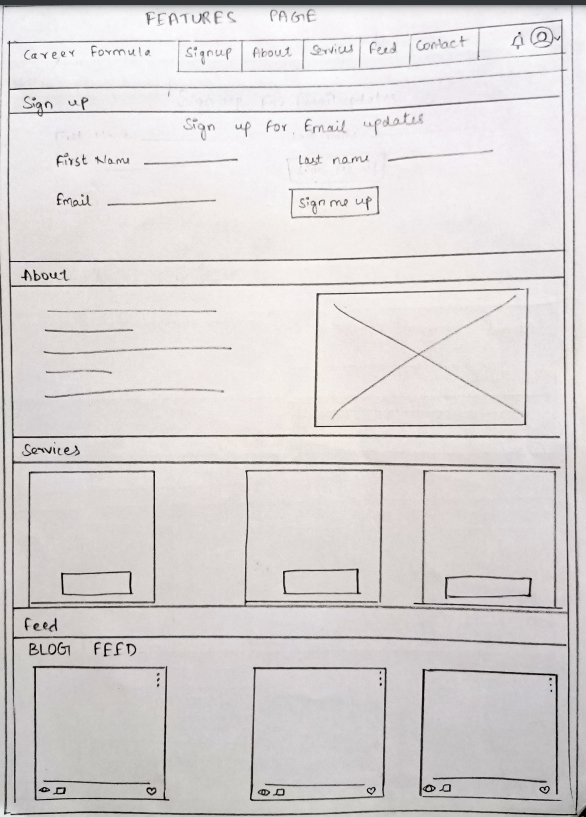 FEATURES PAGE
Career Formula Signup About Services Feed Contact
Sign up
Sign up for Email updates
First Name Last name
Email Sign me up
About
Services
Feed
BLOG FEED